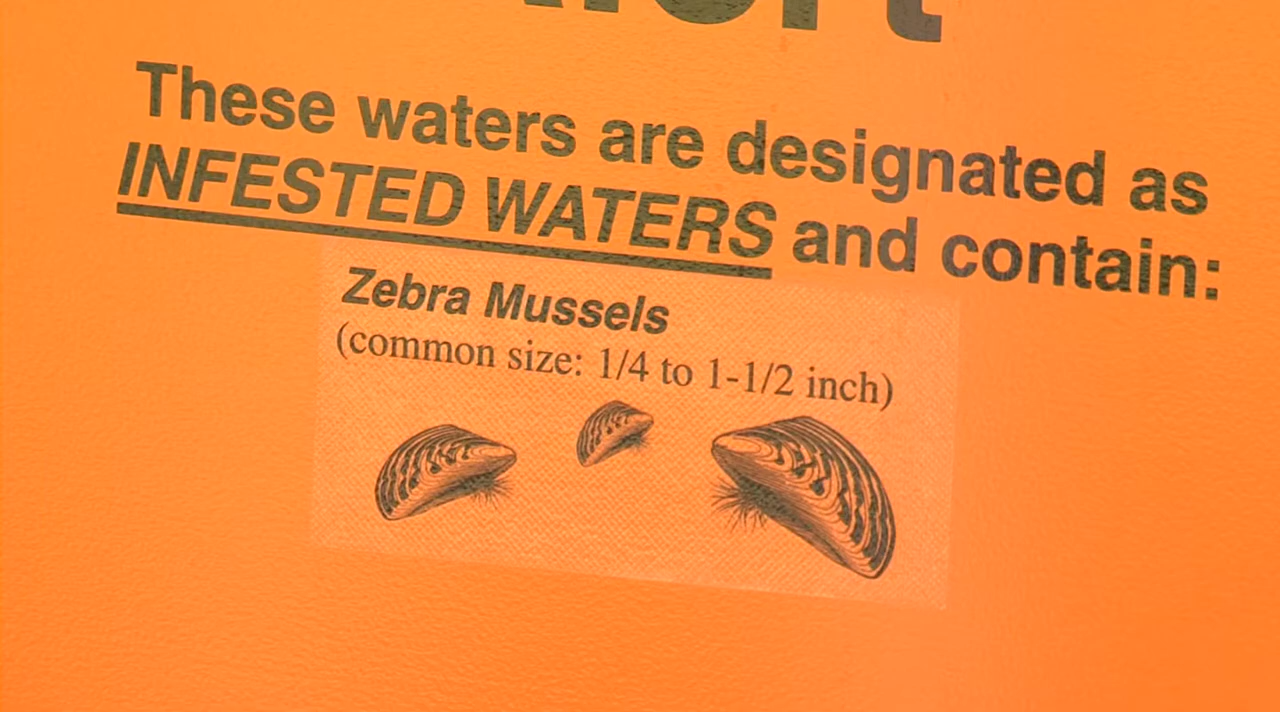 These waters are designated as
INFESTED WATERS and contain:
Zebra Mussels
(common size: 1/4 to 1-1/2 inch)